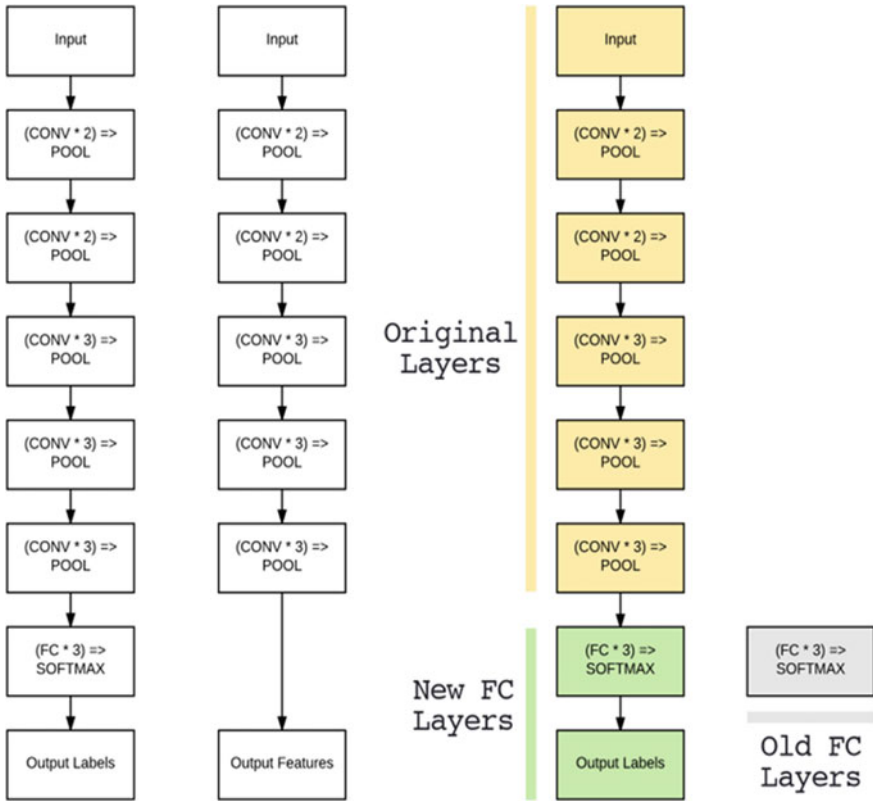 Input
(CONV * 2) =>
POOL
(CONV * 2) =>
POOL
(CONV * 3) =>
POOL
(CONV * 3) =>
POOL
(CONV * 3) =>
POOL
(FC * 3) =>
SOFTMAX
Output Labels
Input
(CONV * 2) =>
POOL
(CONV * 2) =>
POOL
(CONV * 3) =>
POOL
(CONV * 3) =>
POOL
(CONV * 3) =>
POOL
Output Features
Original
Layers
New FC
Layers
Input
(CONV * 2) =>
POOL
(CONV * 2) =>
POOL
(CONV * 3) =>
POOL
(CONV * 3) =>
POOL
(CONV * 3) =>
POOL
(FC * 3) =>
SOFTMAX
Output Labels
(FC * 3) =>
SOFTMAX
Old FC
Layers